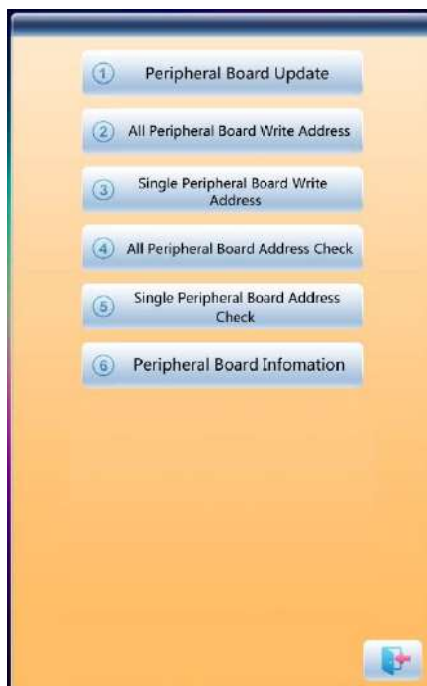 1 Peripheral Board Update
2 All Peripheral Board Write Address
3 Single Peripheral Board Write
Address
4 All Peripheral Board Address Check
5 Single Peripheral Board Address
Check
6 Peripheral Board Infomation